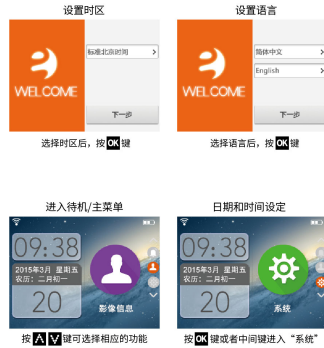 设置时区
设置语言
WELCOME
标准北京时间 >
下一步
WELCOME
简体中文 >
English >
下一步
选择时区后，按 OK 键
选择语言后，按 OK 键
进入待机/主菜单
日期和时间设定
09:38
2015年3月 星期五
农历：二月初一
20
影像信息
09:38
2015年3月 星期五
农历：二月初一
20
系统
按 ∧ ∨ 键可选择相应的功能
按 OK 键或者中间键进入“系统”